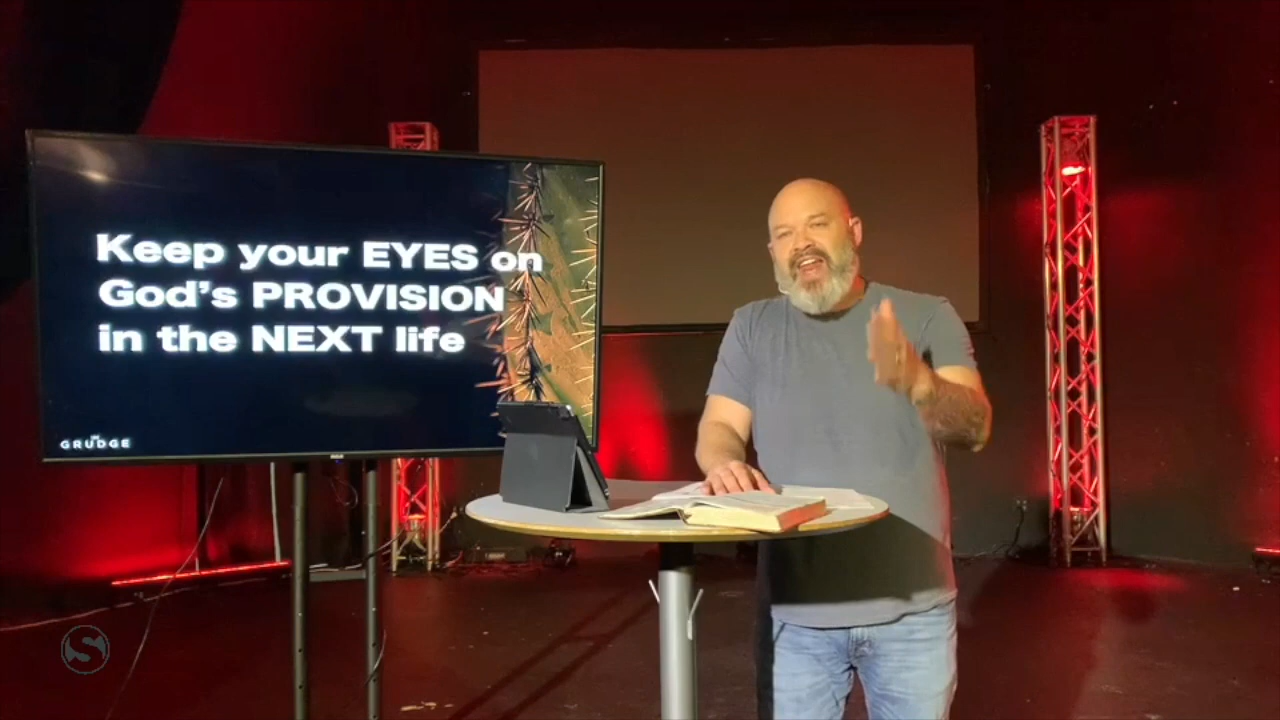 Keep your EYES on
God's PROVISION
in the NEXT life
GRUDGE
S